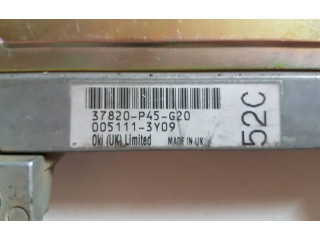 37820-P45-G20
005111-3Y09
Oki (UK) Limited MADE IN UK
52C